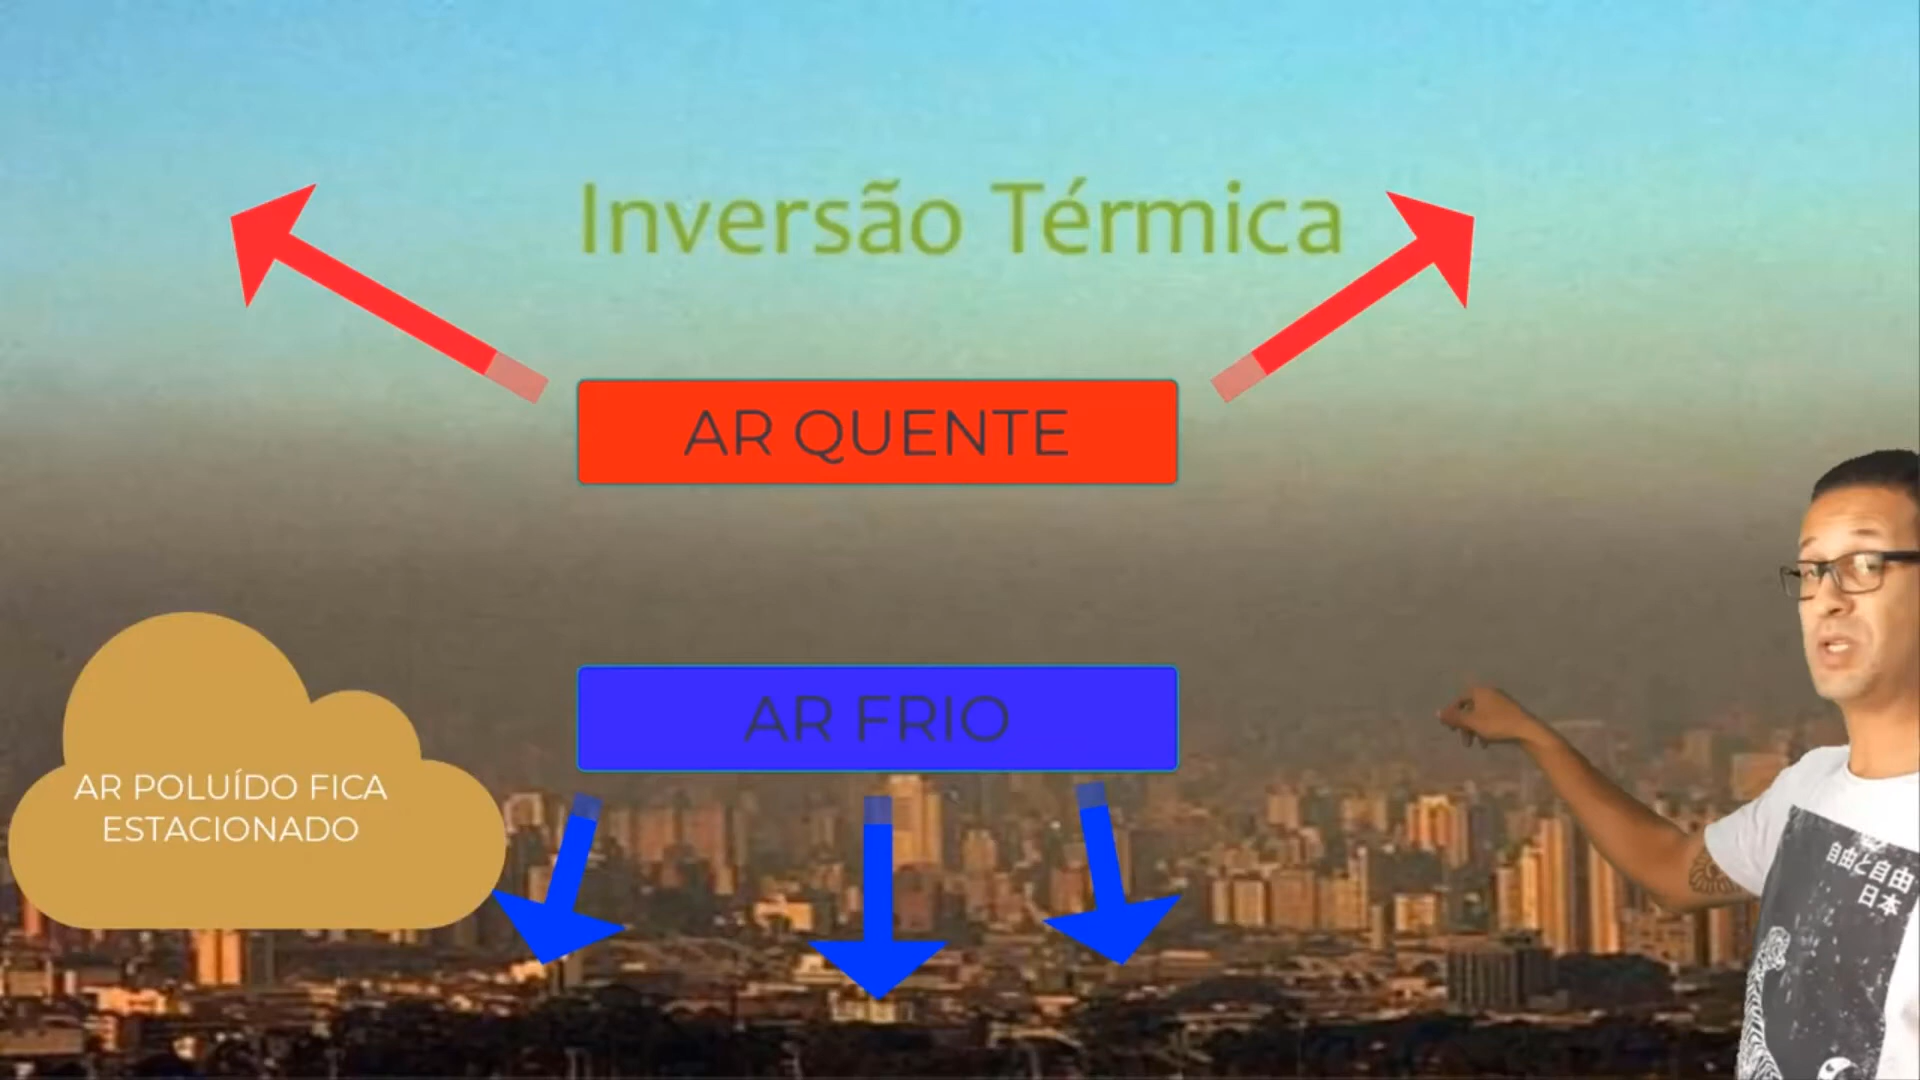 Inversão Térmica
AR QUENTE
AR FRIO
AR POLUÍDO FICA
ESTACIONADO
自由と自由
日本